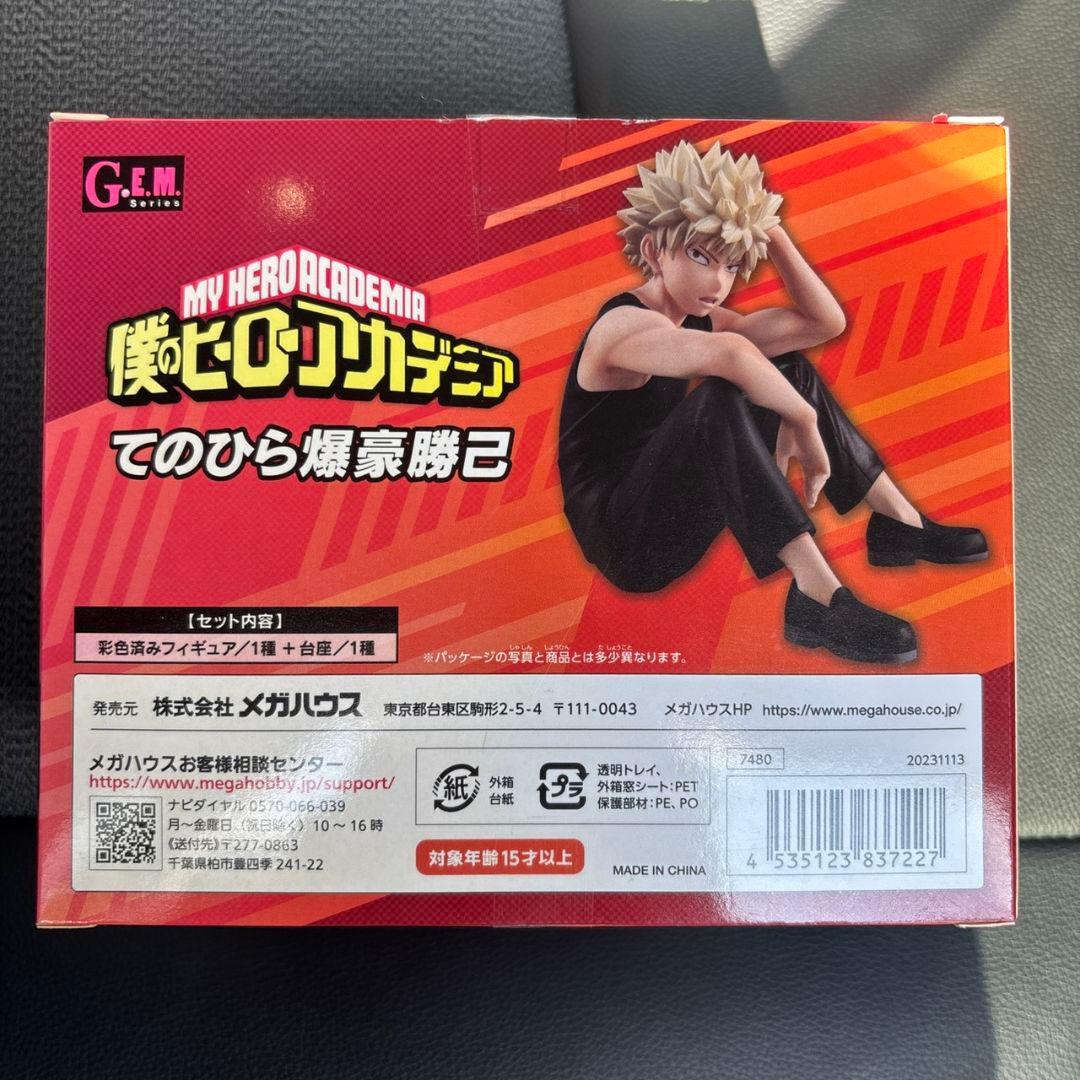 G.E.M.
Series
MY HERO ACADEMIA
僕のヒーローアカデミア
てのひら爆豪勝己
【セット内容】
彩色済みフィギュア/1種 + 台座/1種
※パッケージの写真と商品とは多少異なります。
発売元 株式会社メガハウス 東京都台東区駒形2-5-4 〒111-0043 メガハウスHP https://www.megahouse.co.jp/
メガハウスお客様相談センター
https://www.megahobby.jp/support/
ナビダイヤル 0570-066-039
月〜金曜日(祝日除く) 10〜16時
《送付先》〒277-0863
千葉県柏市豊四季 241-22
紙
外箱
台紙
プラ
透明トレイ、
外箱窓シート:PET
保護部材:PE、PO
対象年齢15才以上
MADE IN CHINA
7480
20231113
4 535123 837227